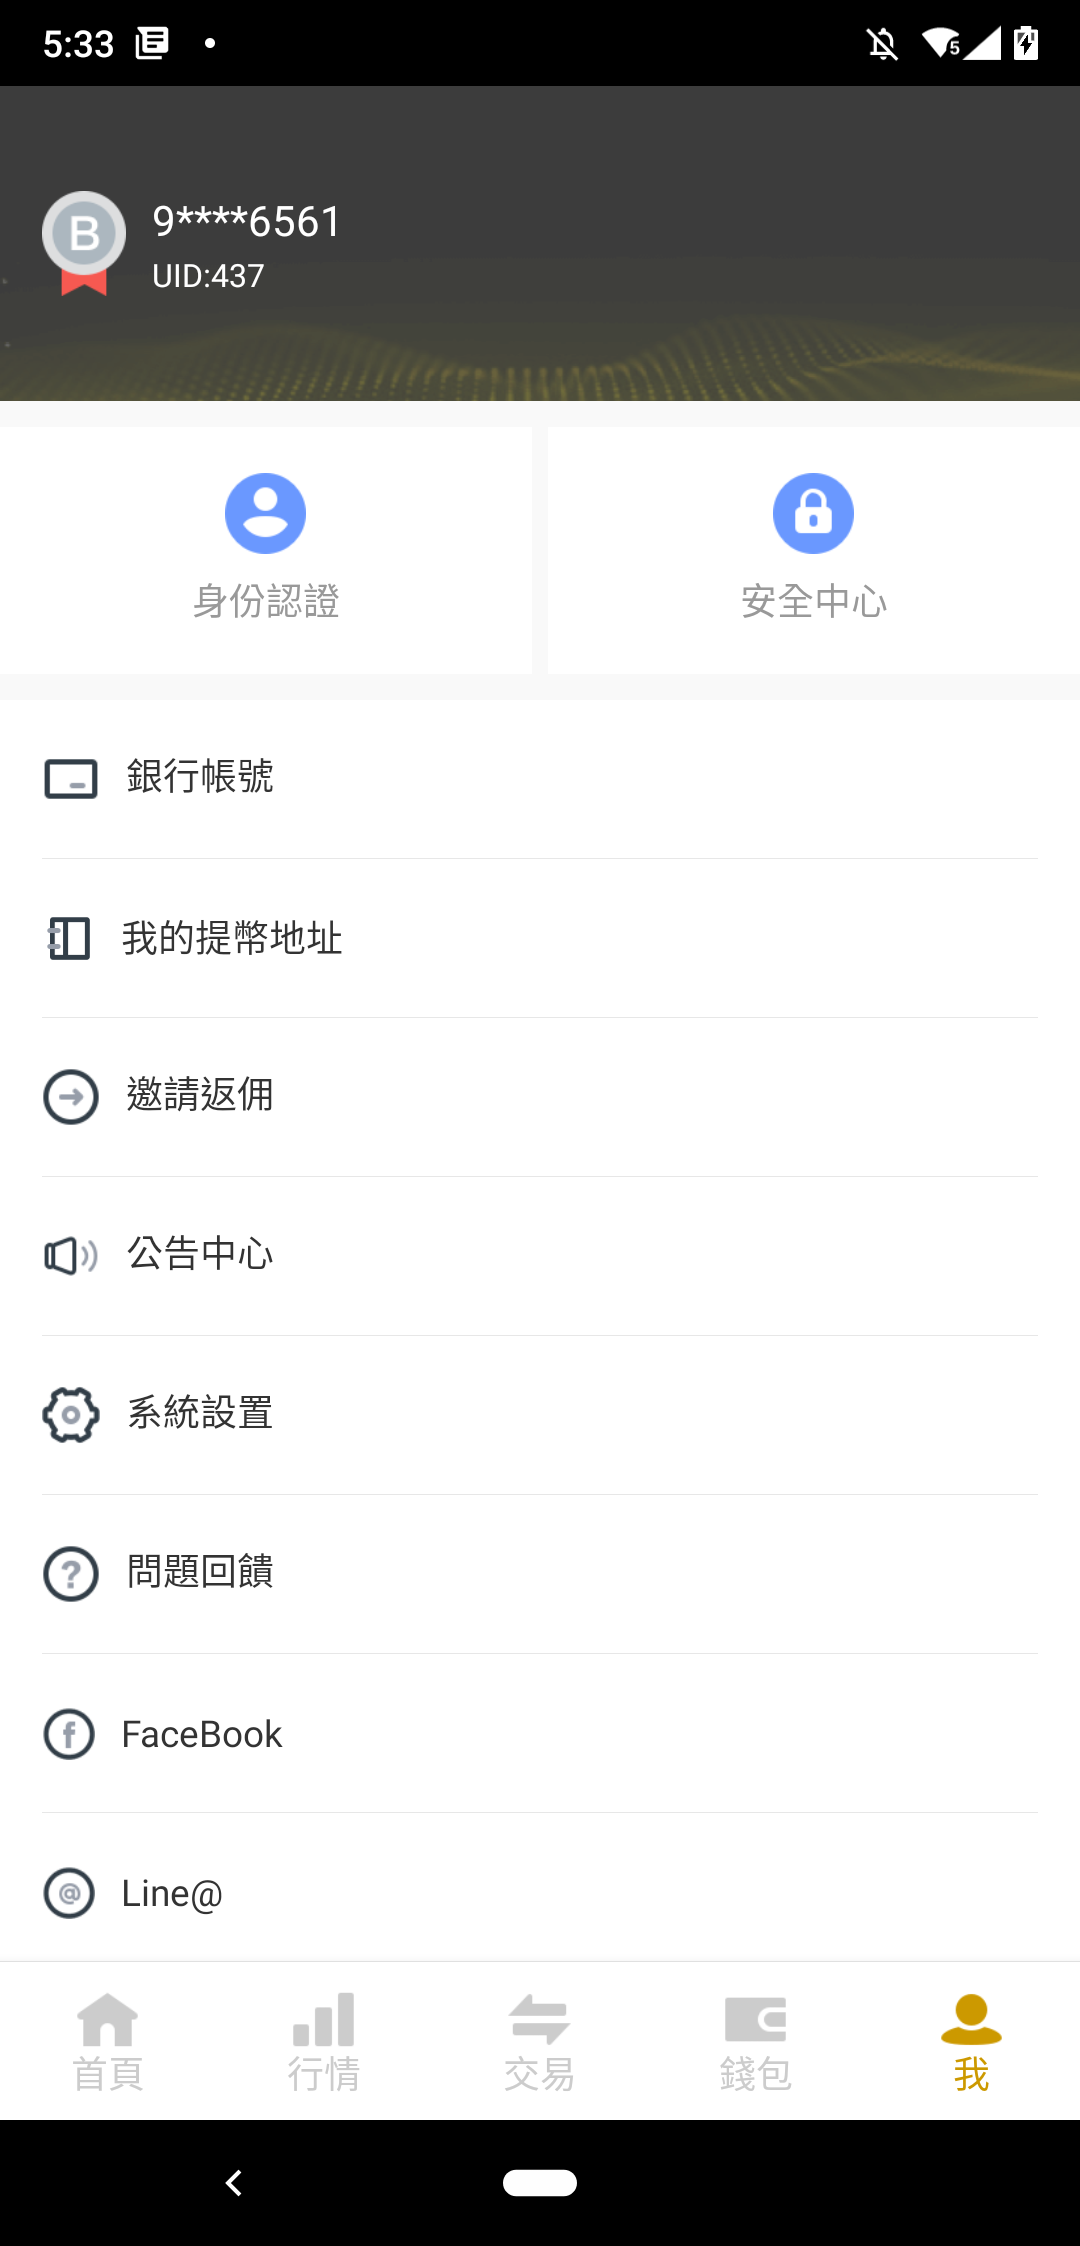 5:33
5
B
9****6561
UID:437
身份認證
安全中心
銀行帳號
我的提幣地址
邀請返佣
公告中心
系統設置
問題回饋
FaceBook
Line@
首頁
行情
交易
錢包
我